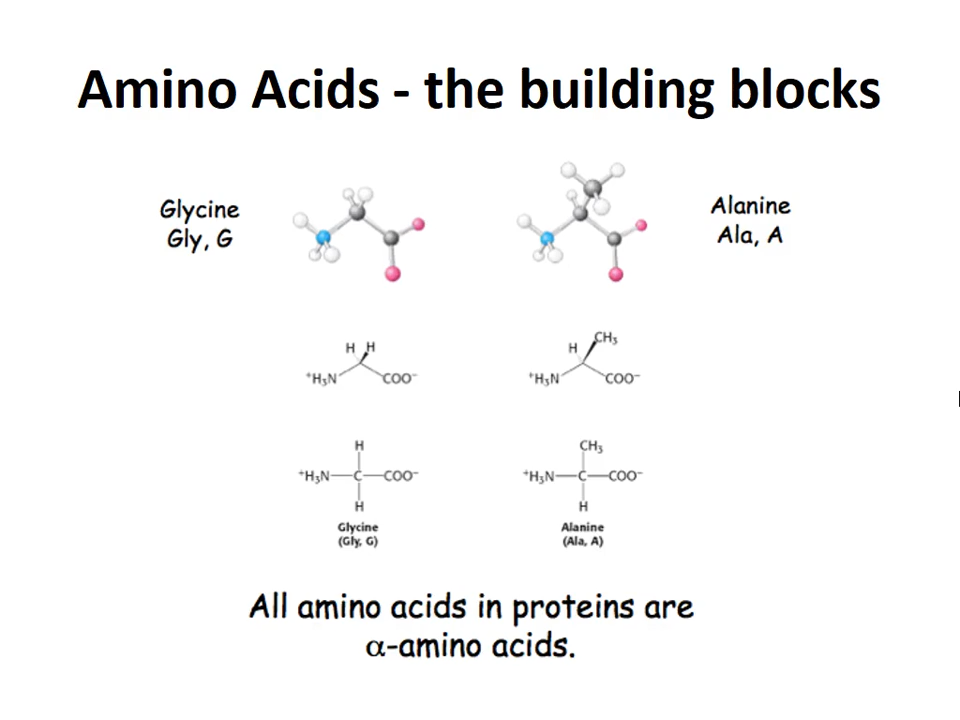 Amino Acids - the building blocks
Glycine
Gly, G
Alanine
Ala, A
H H
⁺H₃N COO⁻
H CH₃
⁺H₃N COO⁻
H
⁺H₃N—C—COO⁻
H
Glycine
(Gly, G)
CH₃
⁺H₃N—C—COO⁻
H
Alanine
(Ala, A)
All amino acids in proteins are
α-amino acids.